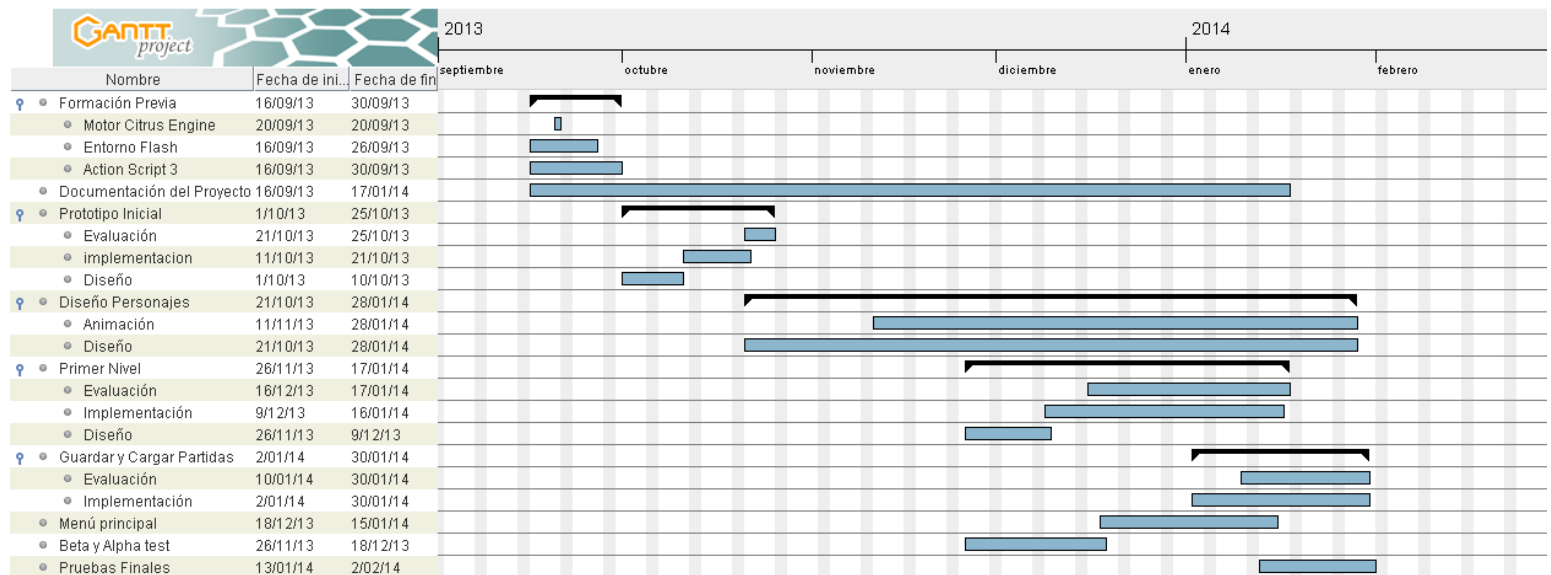 GANTT
project
2013 2014
septiembre octubre noviembre diciembre enero febrero
Nombre Fecha de ini... Fecha de fin
Formación Previa 16/09/13 30/09/13
Motor Citrus Engine 20/09/13 20/09/13
Entorno Flash 16/09/13 26/09/13
Action Script 3 16/09/13 30/09/13
Documentación del Proyecto 16/09/13 17/01/14
Prototipo Inicial 1/10/13 25/10/13
Evaluación 21/10/13 25/10/13
implementacion 11/10/13 21/10/13
Diseño 1/10/13 10/10/13
Diseño Personajes 21/10/13 28/01/14
Animación 11/11/13 28/01/14
Diseño 21/10/13 28/01/14
Primer Nivel 26/11/13 17/01/14
Evaluación 16/12/13 17/01/14
Implementación 9/12/13 16/01/14
Diseño 26/11/13 9/12/13
Guardar y Cargar Partidas 2/01/14 30/01/14
Evaluación 10/01/14 30/01/14
Implementación 2/01/14 30/01/14
Menú principal 18/12/13 15/01/14
Beta y Alpha test 26/11/13 18/12/13
Pruebas Finales 13/01/14 2/02/14